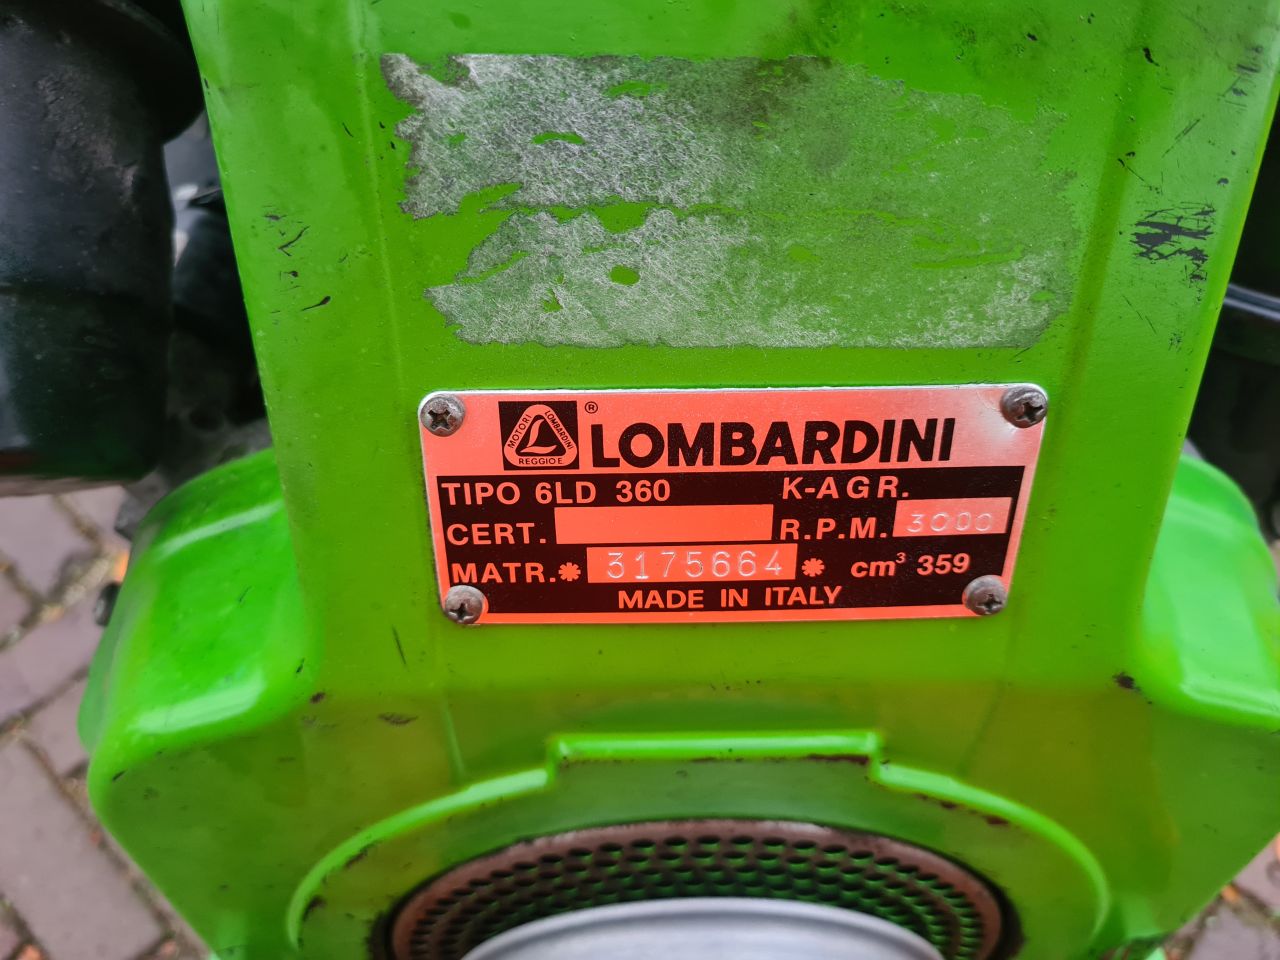 MOTORI LOMBARDINI
REGGIO E.
® LOMBARDINI
TIPO 6LD 360 K-AGR.
CERT. R.P.M. 3000
MATR.* 3175664 * cm³ 359
MADE IN ITALY